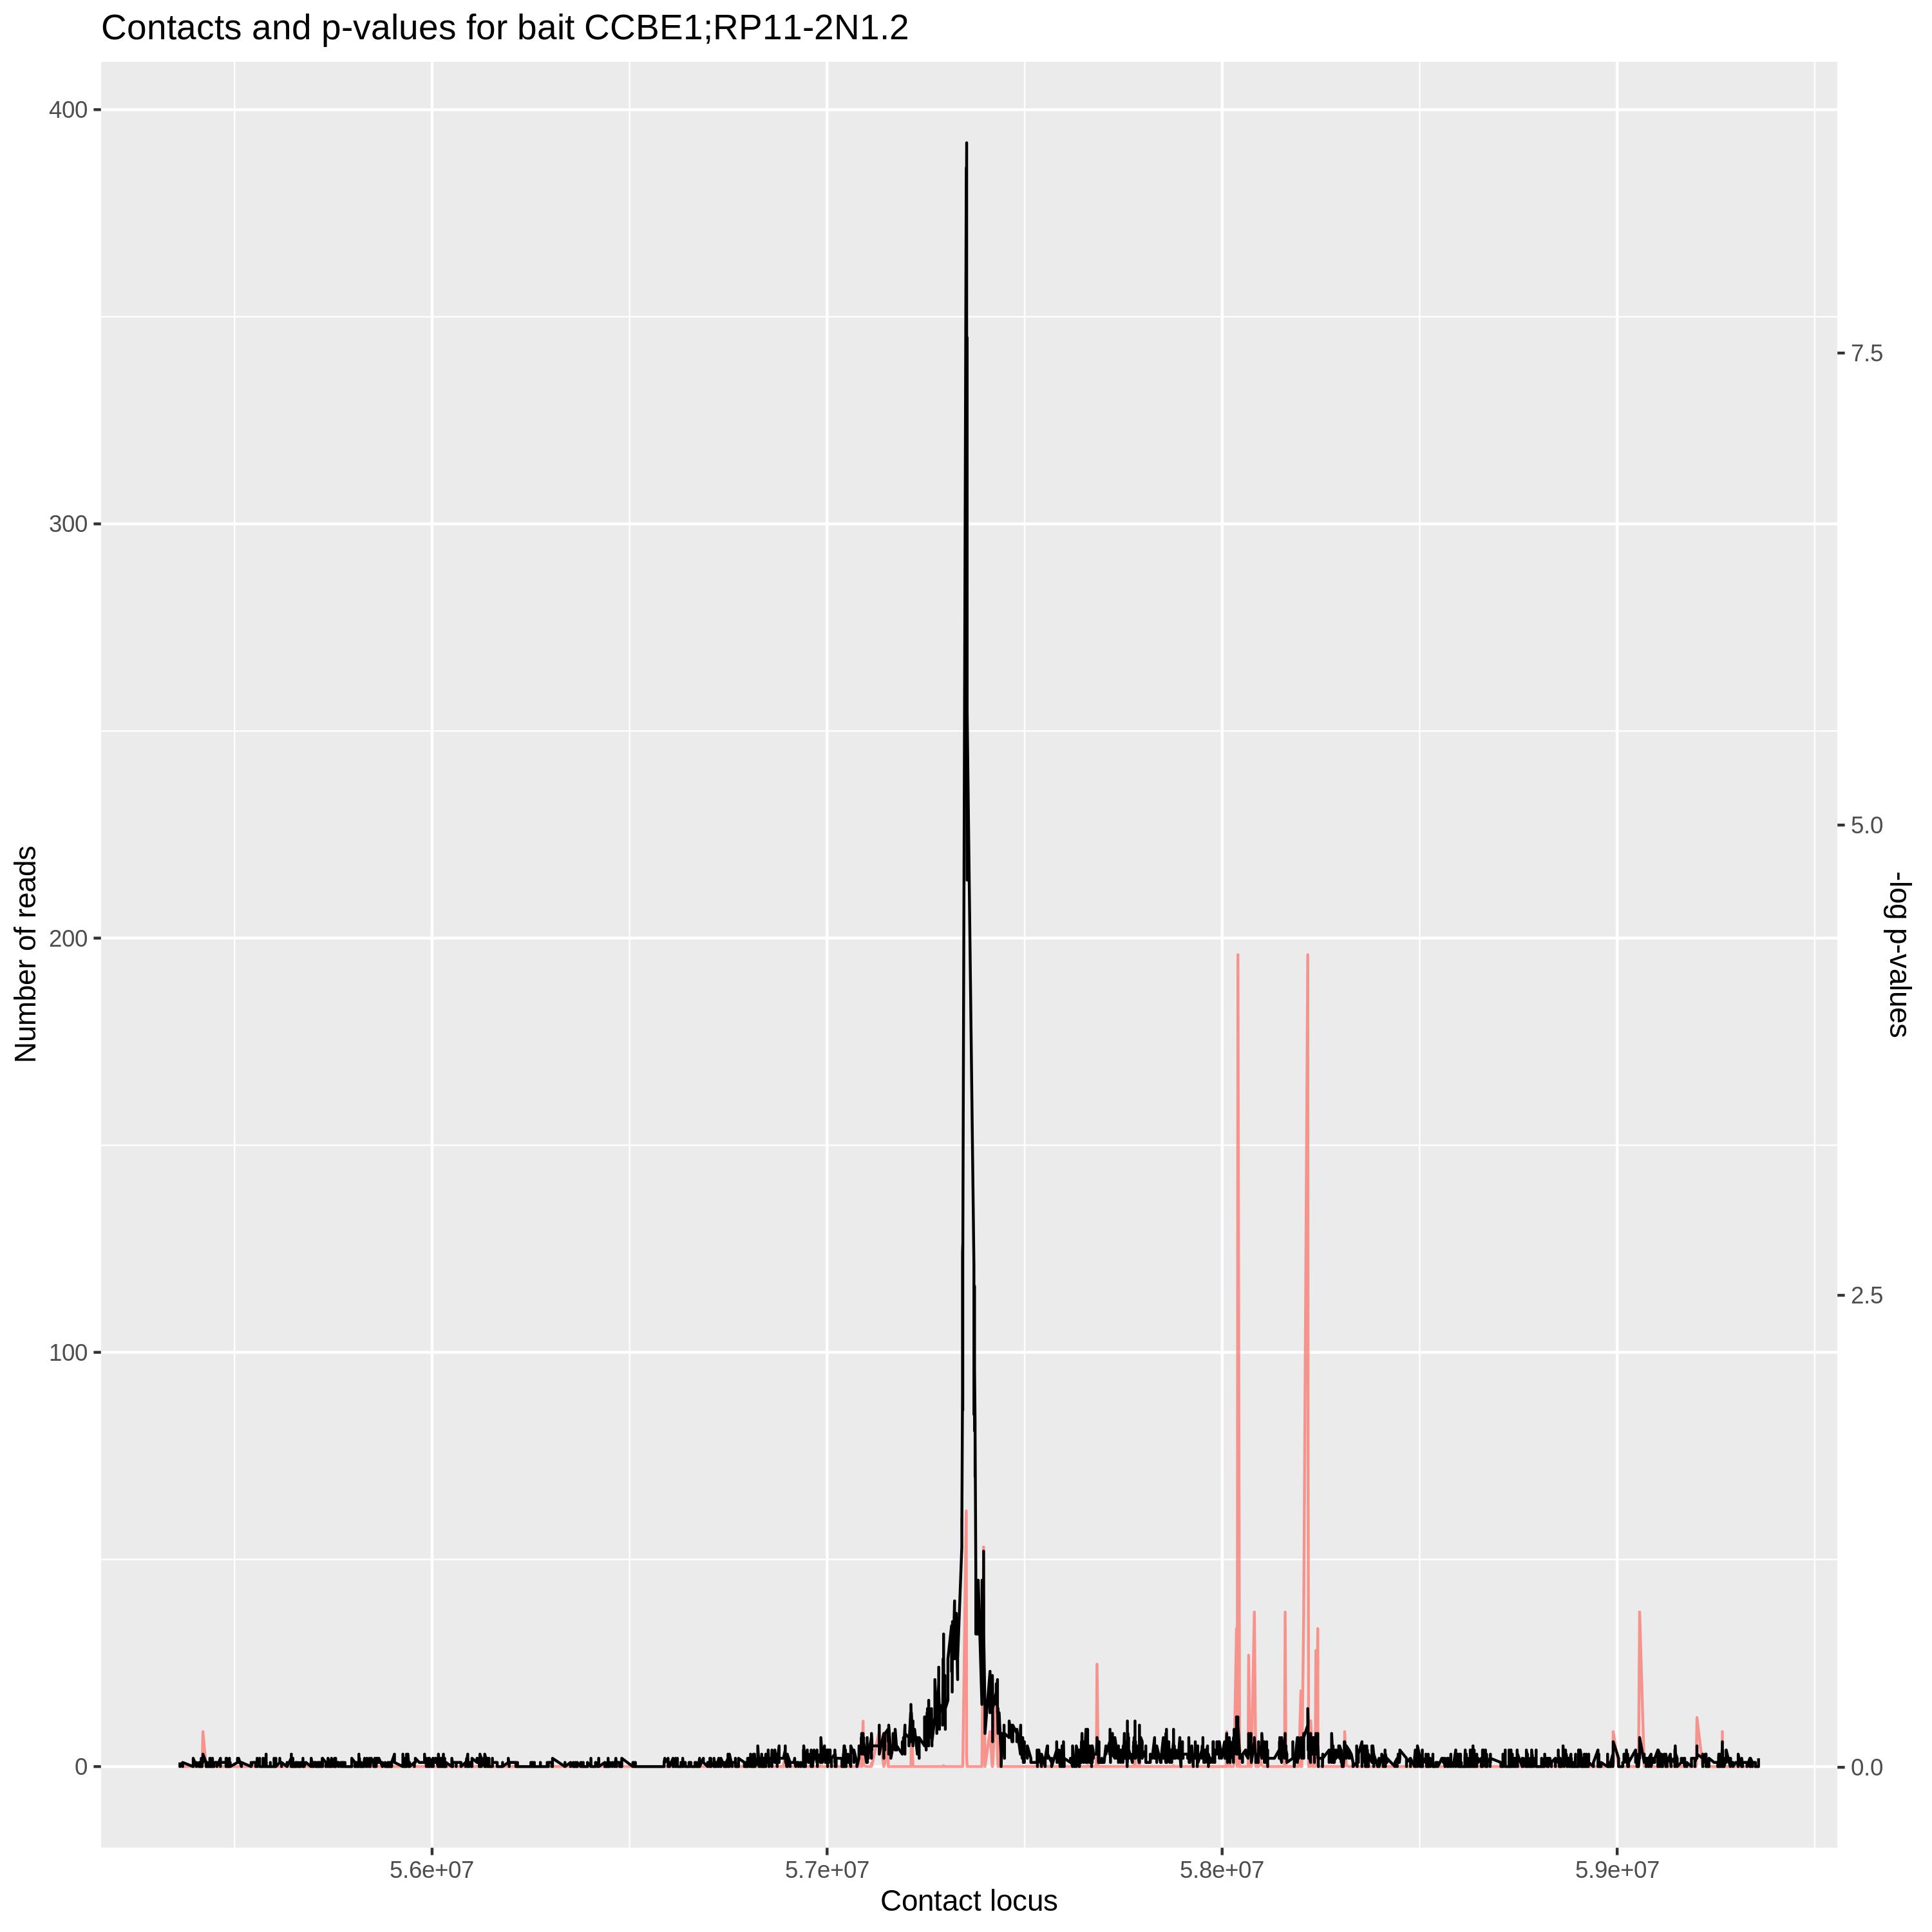 Contacts and p-values for bait CCBE1;RP11-2N1.2
400
300
200
100
0
Number of reads
7.5
5.0
2.5
0.0
-log p-values
5.6e+07
5.7e+07
5.8e+07
5.9e+07
Contact locus